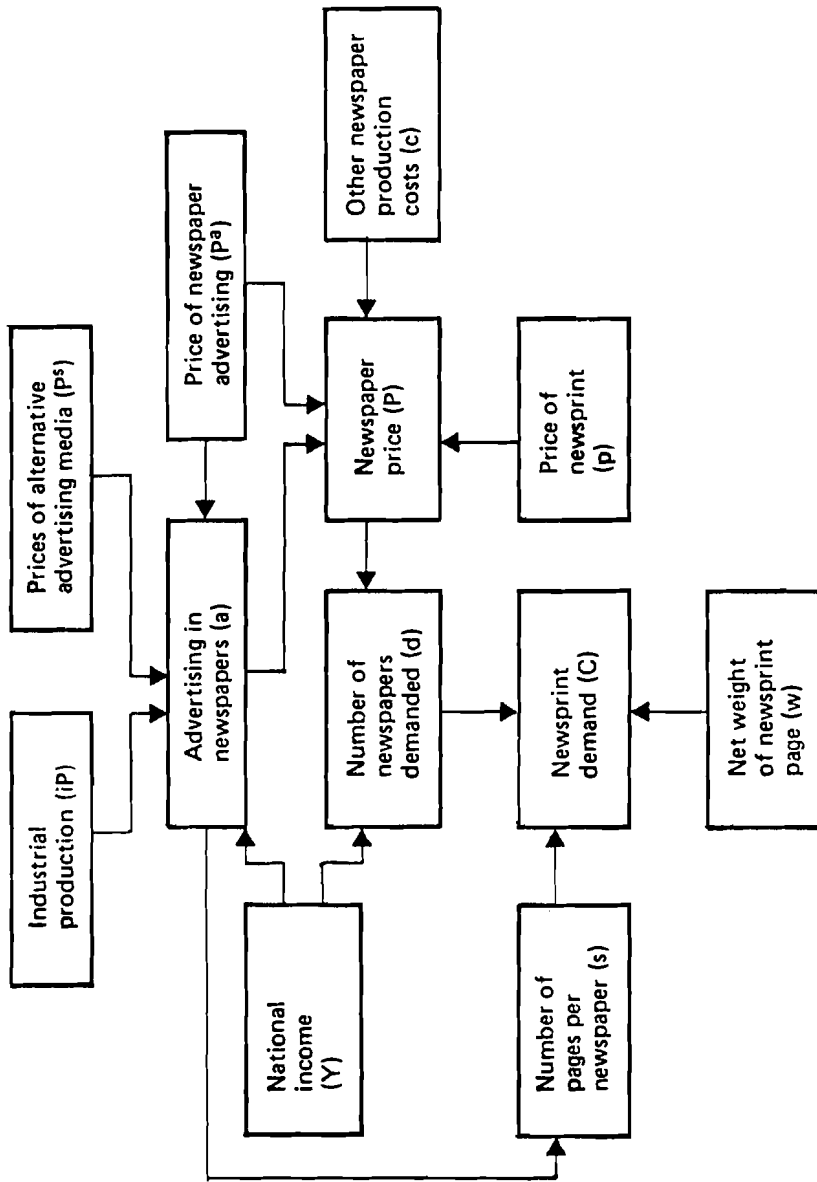 Industrial
production (iP)
Prices of alternative
advertising media (Pˢ)
Advertising in
newspapers (a)
Price of newspaper
advertising (Pᵃ)
National
income
(Y)
Number of
newspapers
demanded (d)
Newspaper
price (P)
Other newspaper
production
costs (c)
Number of
pages per
newspaper (s)
Newsprint
demand (C)
Price of
newsprint
(p)
Net weight
of newsprint
page (w)